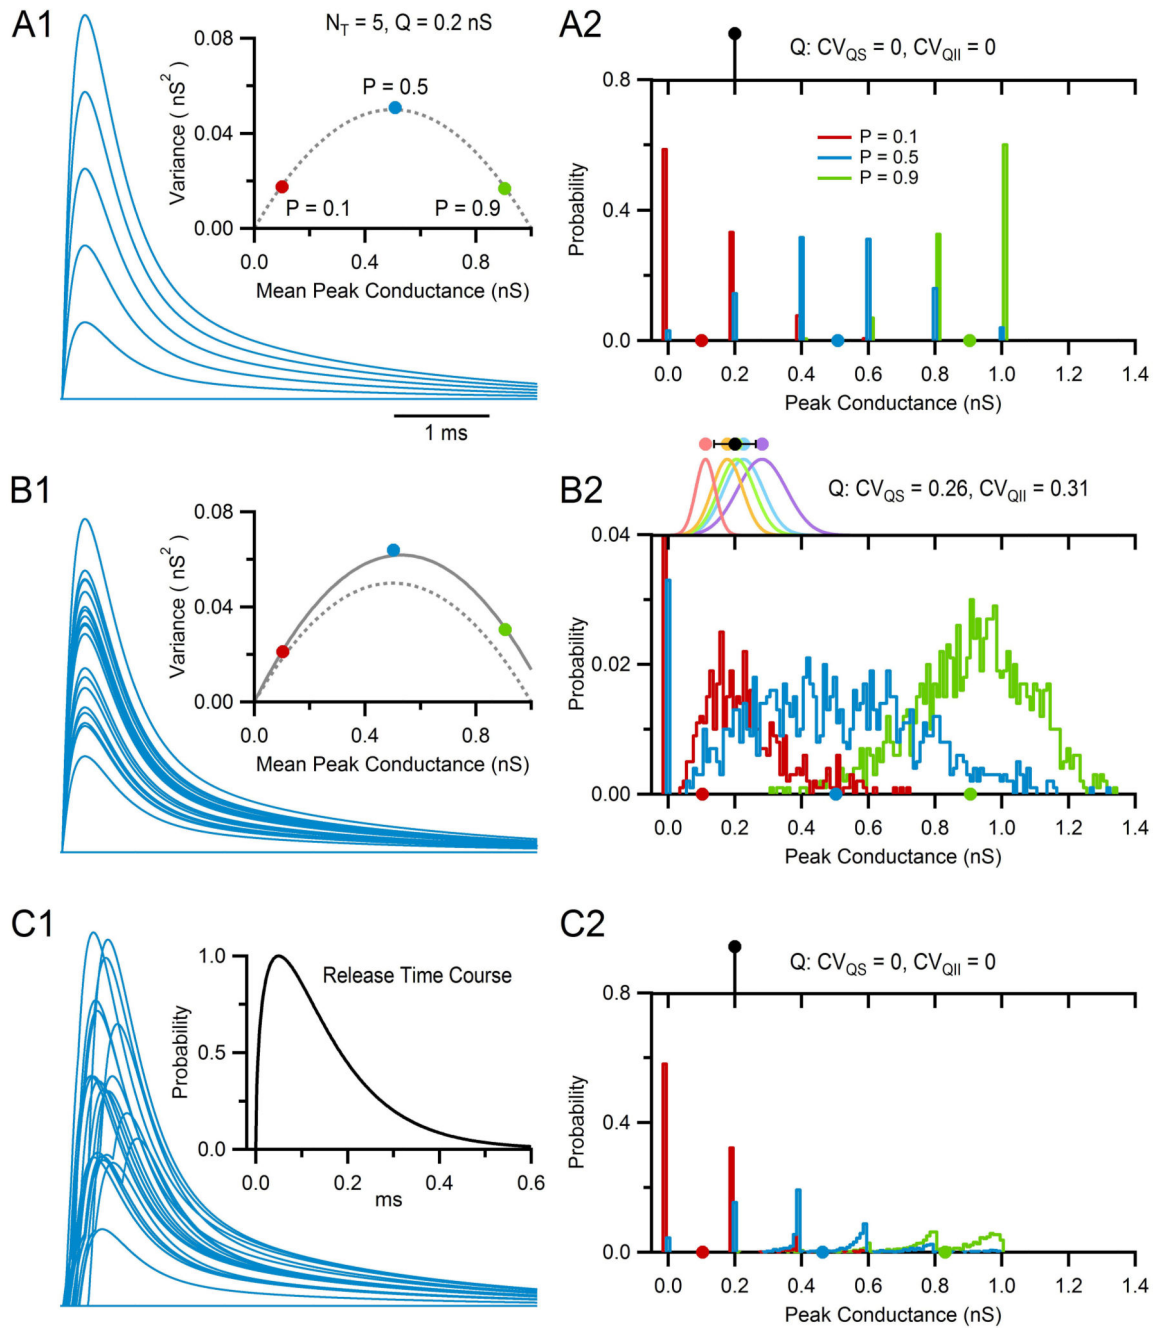 A1
N_T = 5, Q = 0.2 nS
Variance ( nS²)
0.08
0.04
0.00
P = 0.5
P = 0.1
P = 0.9
0.0 0.4 0.8
Mean Peak Conductance (nS)
1 ms
A2
Q: CV_QS = 0, CV_QII = 0
Probability
0.8
0.4
0.0
P = 0.1
P = 0.5
P = 0.9
0.0 0.2 0.4 0.6 0.8 1.0 1.2 1.4
Peak Conductance (nS)
B1
Variance ( nS²)
0.08
0.04
0.00
0.0 0.4 0.8
Mean Peak Conductance (nS)
B2
Q: CV_QS = 0.26, CV_QII = 0.31
Probability
0.04
0.02
0.00
0.0 0.2 0.4 0.6 0.8 1.0 1.2 1.4
Peak Conductance (nS)
C1
Release Time Course
Probability
1.0
0.5
0.0
0.0 0.2 0.4 0.6
ms
C2
Q: CV_QS = 0, CV_QII = 0
Probability
0.8
0.4
0.0
0.0 0.2 0.4 0.6 0.8 1.0 1.2 1.4
Peak Conductance (nS)